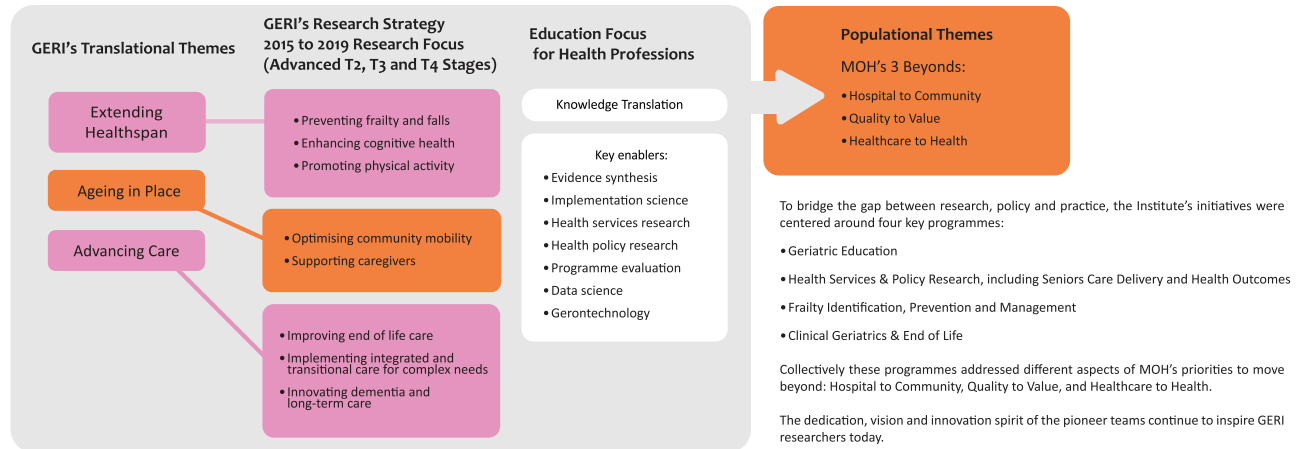 GERI's Translational Themes
Extending
Healthspan
Ageing in Place
Advancing Care
GERI's Research Strategy
2015 to 2019 Research Focus
(Advanced T2, T3 and T4 Stages)
• Preventing frailty and falls
• Enhancing cognitive health
• Promoting physical activity
• Optimising community mobility
• Supporting caregivers
• Improving end of life care
• Implementing integrated and
transitional care for complex needs
• Innovating dementia and
long-term care
Education Focus
for Health Professions
Knowledge Translation
Key enablers:
• Evidence synthesis
• Implementation science
• Health services research
• Health policy research
• Programme evaluation
• Data science
• Gerontechnology
Populational Themes
MOH's 3 Beyonds:
• Hospital to Community
• Quality to Value
• Healthcare to Health
To bridge the gap between research, policy and practice, the Institute's initiatives were
centered around four key programmes:
• Geriatric Education
• Health Services & Policy Research, including Seniors Care Delivery and Health Outcomes
• Frailty Identification, Prevention and Management
• Clinical Geriatrics & End of Life
Collectively these programmes addressed different aspects of MOH's priorities to move
beyond: Hospital to Community, Quality to Value, and Healthcare to Health.
The dedication, vision and innovation spirit of the pioneer teams continue to inspire GERI
researchers today.